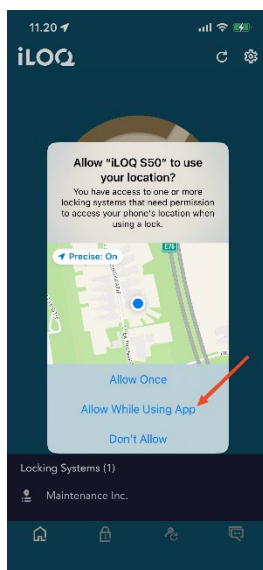 11.20
iLOQ
Allow “iLOQ S50” to use
your location?
You have access to one or more
locking systems that need permission
to access your phone's location when
using a lock.
Precise: On
E75
Allow Once
Allow While Using App
Don't Allow
Locking Systems (1)
Maintenance Inc.